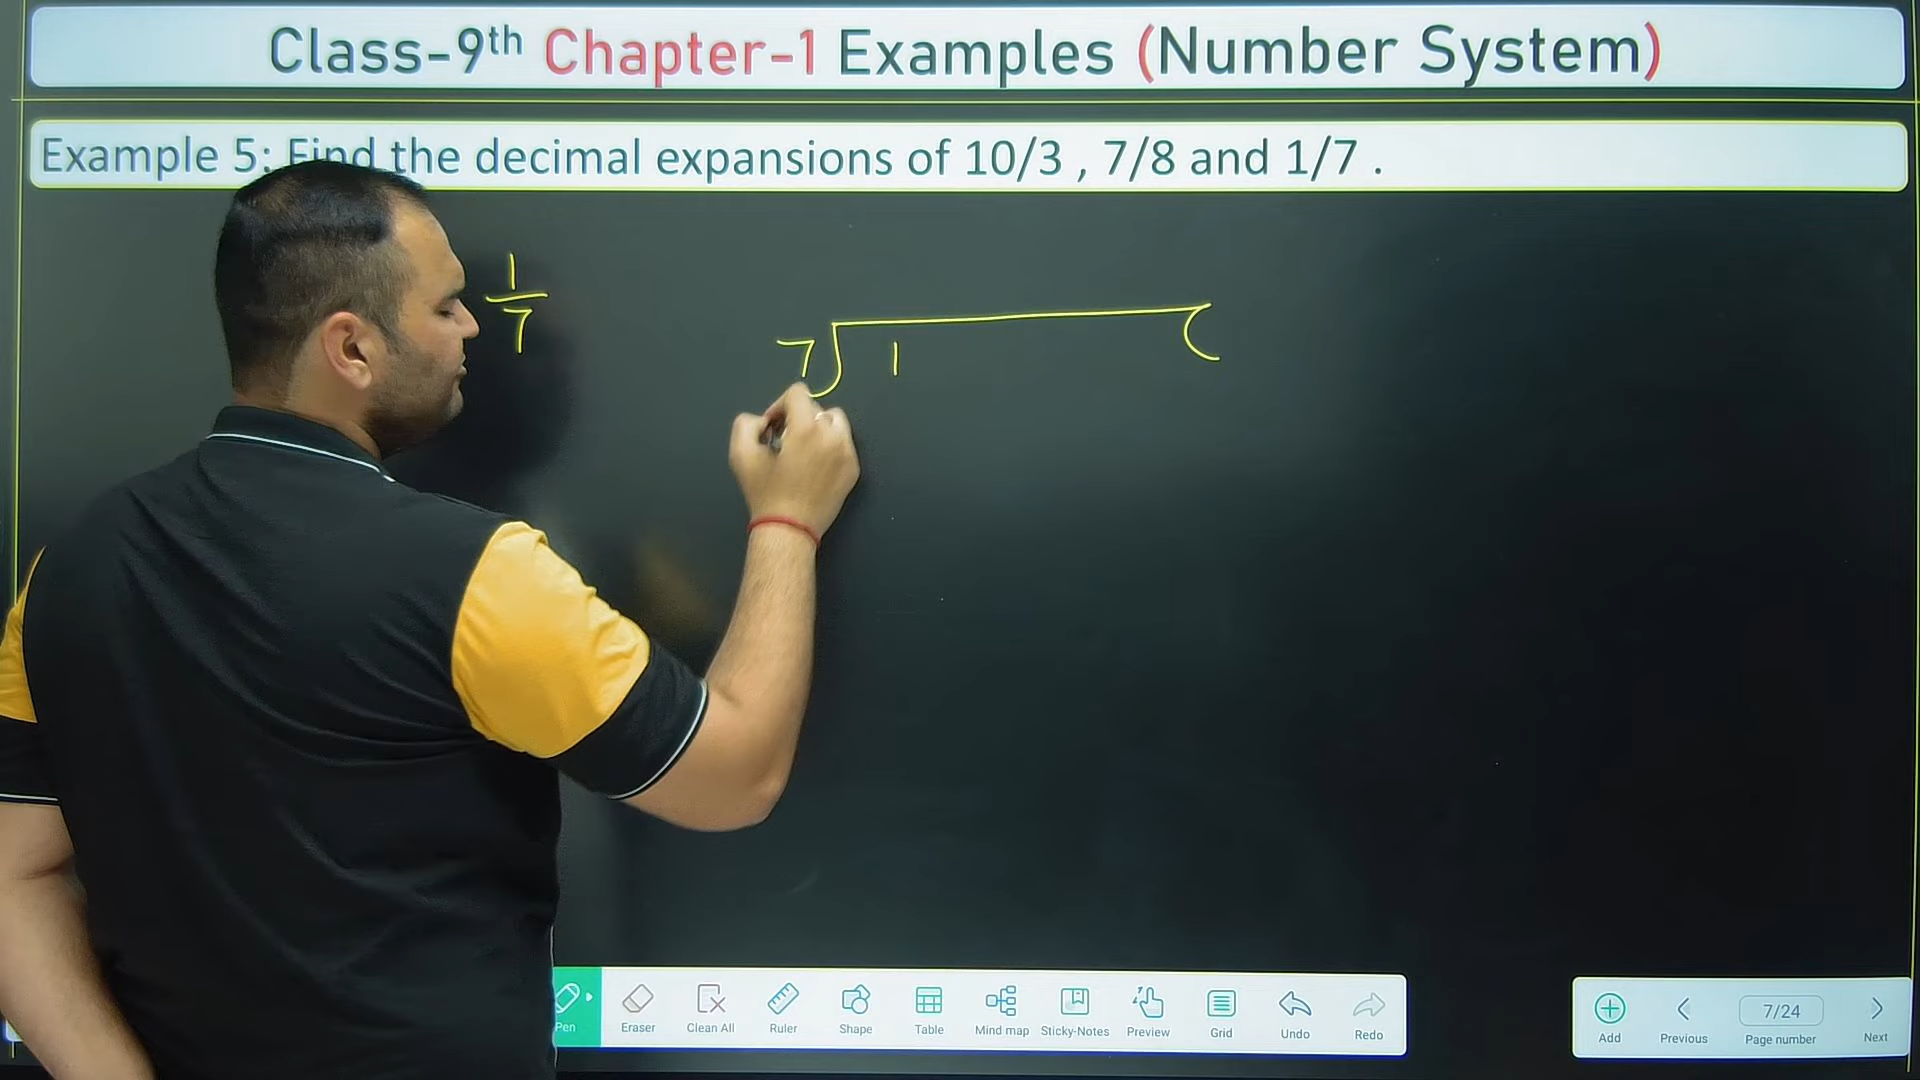 Class-9th Chapter-1 Examples (Number System)
Example 5: Find the decimal expansions of 10/3 , 7/8 and 1/7 .
1
7
7 1
Pen Eraser Clean All Ruler Shape Table Mind map Sticky-Notes Preview Grid Undo Redo
Add Previous 7/24 Page number Next